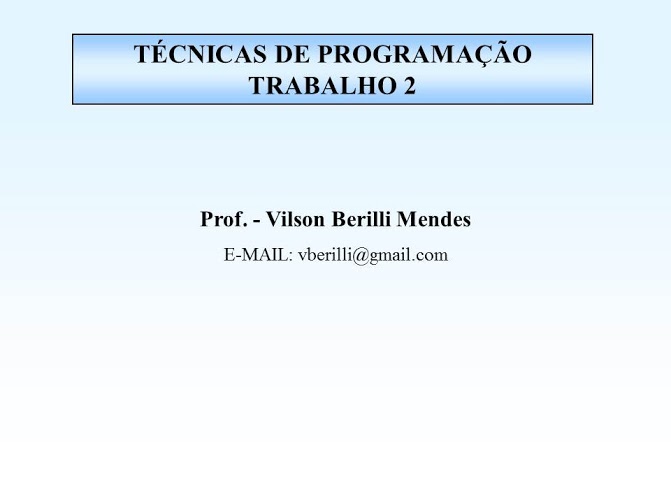 TÉCNICAS DE PROGRAMAÇÃO
TRABALHO 2
Prof. - Vilson Berilli Mendes
E-MAIL: vberilli@gmail.com